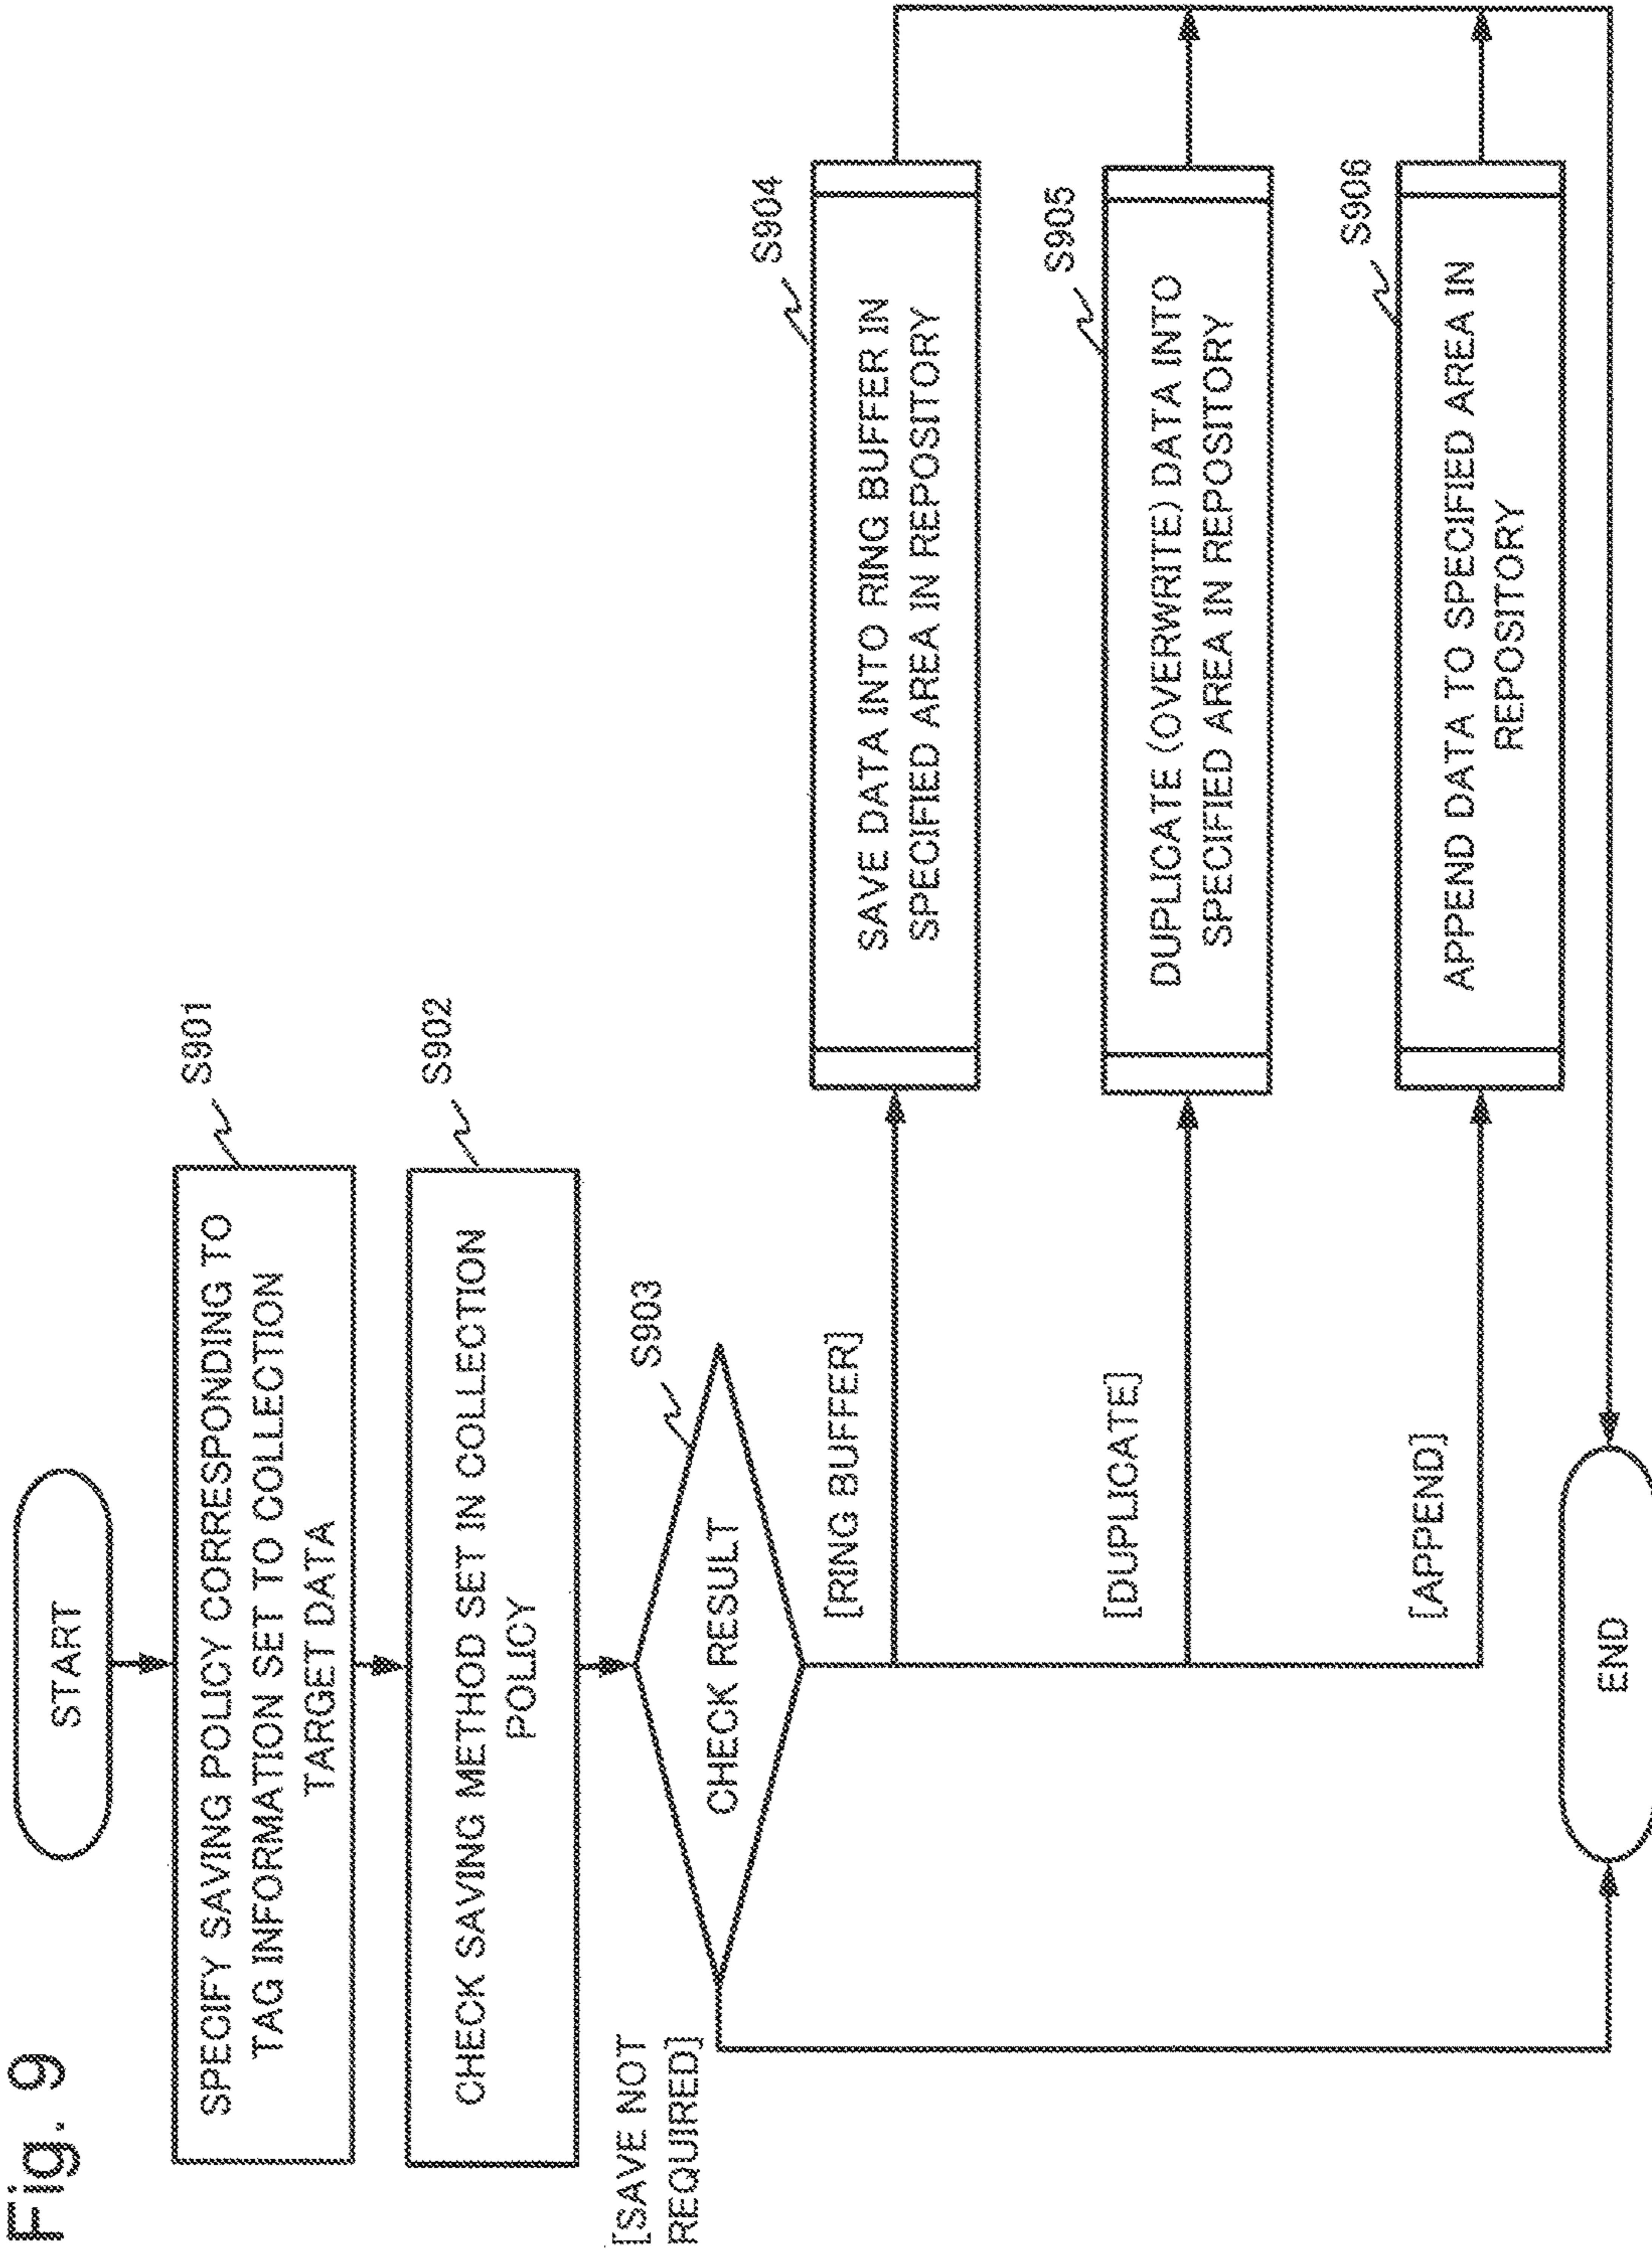 Fig. 9
START
S901
SPECIFY SAVING POLICY CORRESPONDING TO
TAG INFORMATION SET TO COLLECTION
TARGET DATA
S902
CHECK SAVING METHOD SET IN COLLECTION
POLICY
S903
CHECK RESULT
[SAVE NOT
REQUIRED]
[RING BUFFER]
S904
SAVE DATA INTO RING BUFFER IN
SPECIFIED AREA IN REPOSITORY
[DUPLICATE]
S905
DUPLICATE (OVERWRITE) DATA INTO
SPECIFIED AREA IN REPOSITORY
[APPEND]
S906
APPEND DATA TO SPECIFIED AREA IN
REPOSITORY
END